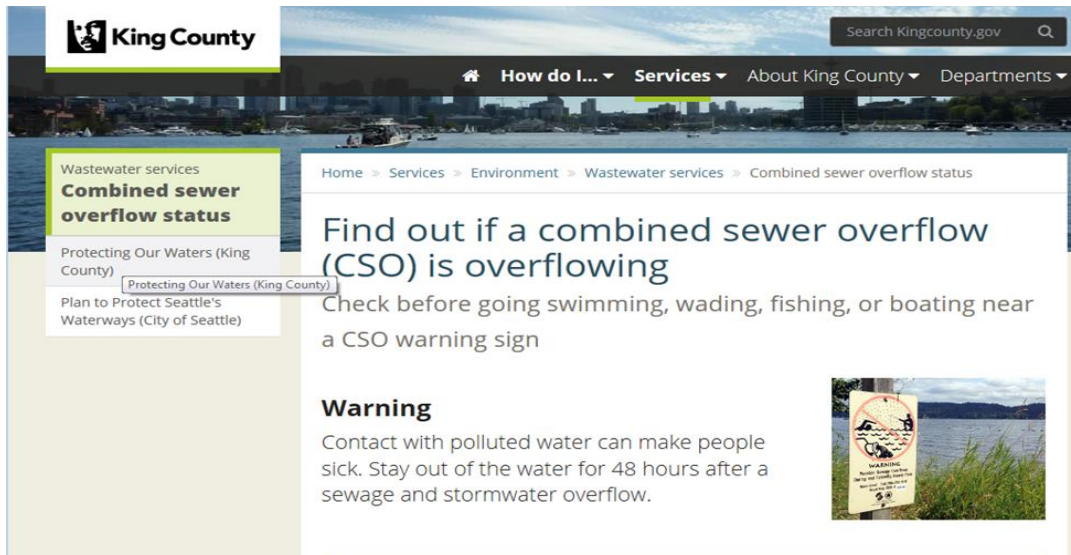 King County
Search Kingcounty.gov
How do I... Services About King County Departments
Wastewater services
Combined sewer
overflow status
Protecting Our Waters (King
County)
Protecting Our Waters (King County)
Plan to Protect Seattle's
Waterways (City of Seattle)
Home » Services » Environment » Wastewater services » Combined sewer overflow status
Find out if a combined sewer overflow
(CSO) is overflowing
Check before going swimming, wading, fishing, or boating near
a CSO warning sign
Warning
Contact with polluted water can make people
sick. Stay out of the water for 48 hours after a
sewage and stormwater overflow.
WARNING